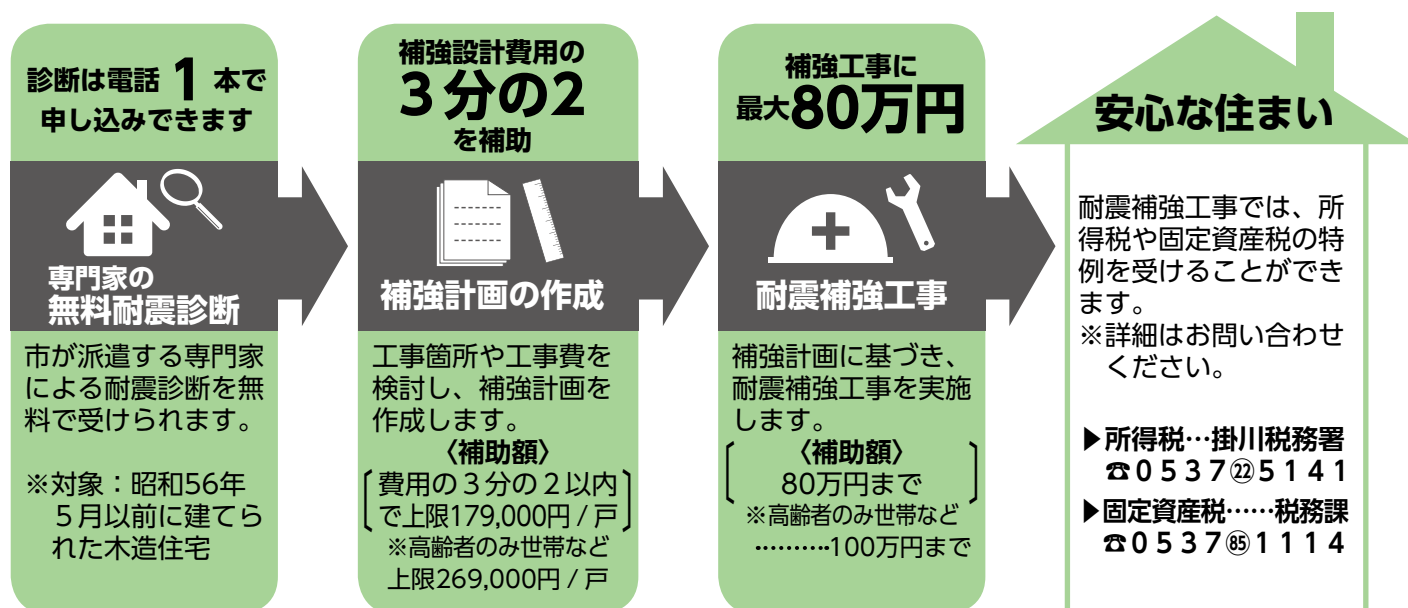 診断は電話 1 本で
申し込みできます
専門家の
無料耐震診断
市が派遣する専門家
による耐震診断を無
料で受けられます。
※対象：昭和56年
５月以前に建てら
れた木造住宅
補強設計費用の
３分の2
を補助
補強計画の作成
工事箇所や工事費を
検討し、補強計画を
作成します。
〈補助額〉
費用の３分の２以内
で上限179,000円 / 戸
※高齢者のみ世帯など
上限269,000円 / 戸
補強工事に
最大80万円
耐震補強工事
補強計画に基づき、
耐震補強工事を実施
します。
〈補助額〉
80万円まで
※高齢者のみ世帯など
………100万円まで
安心な住まい
耐震補強工事では、所
得税や固定資産税の特
例を受けることができ
ます。
※詳細はお問い合わせ
ください。
▶所得税…掛川税務署
☎０５３７㉒５１４１
▶固定資産税……税務課
☎０５３７85１１１４